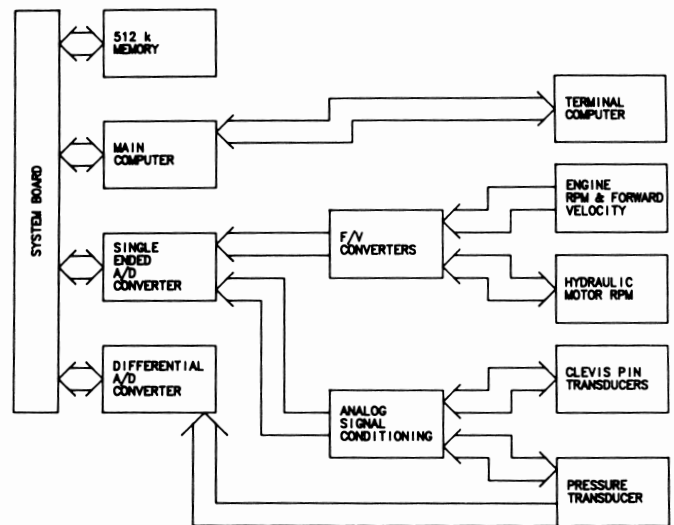 SYSTEM BOARD
512 k
MEMORY
MAIN
COMPUTER
SINGLE
ENDED
A/D
CONVERTER
DIFFERENTIAL
A/D
CONVERTER
F/V
CONVERTERS
ANALOG
SIGNAL
CONDITIONING
TERMINAL
COMPUTER
ENGINE
RPM & FORWARD
VELOCITY
HYDRAULIC
MOTOR RPM
CLEVIS PIN
TRANSDUCERS
PRESSURE
TRANSDUCER